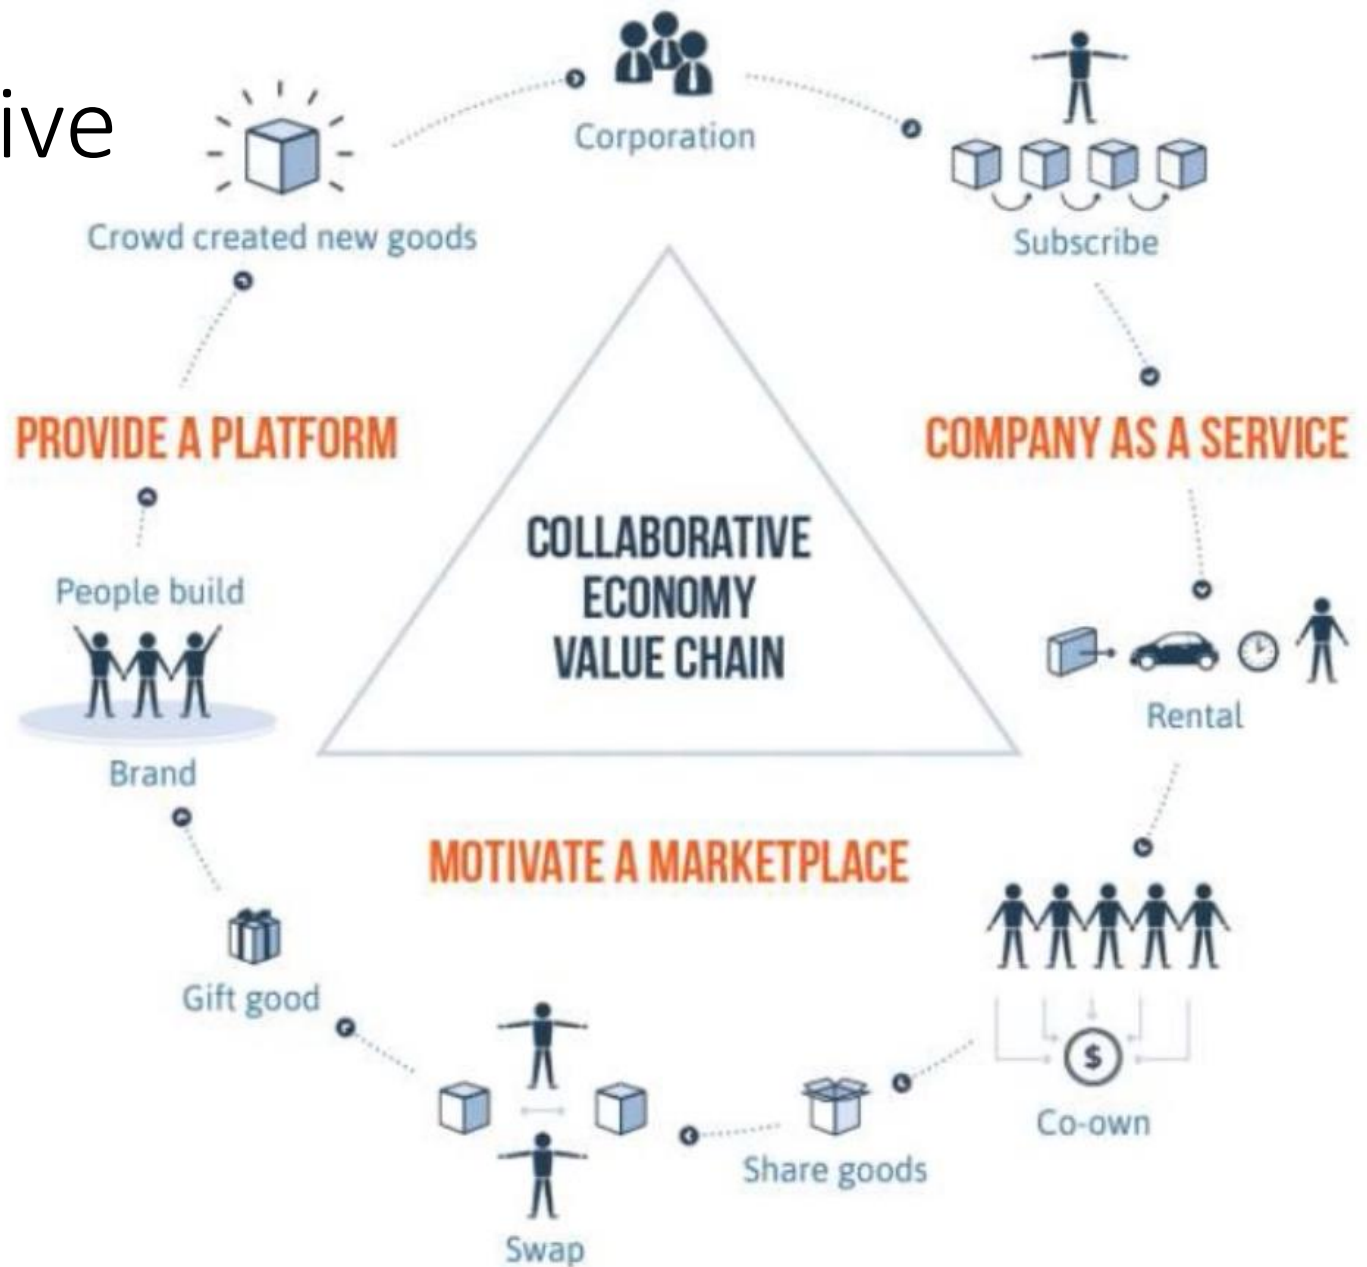 ive
Corporation
Crowd created new goods
Subscribe
PROVIDE A PLATFORM
COMPANY AS A SERVICE
COLLABORATIVE
ECONOMY
VALUE CHAIN
People build
Brand
Rental
MOTIVATE A MARKETPLACE
Gift good
$
Co-own
Share goods
Swap